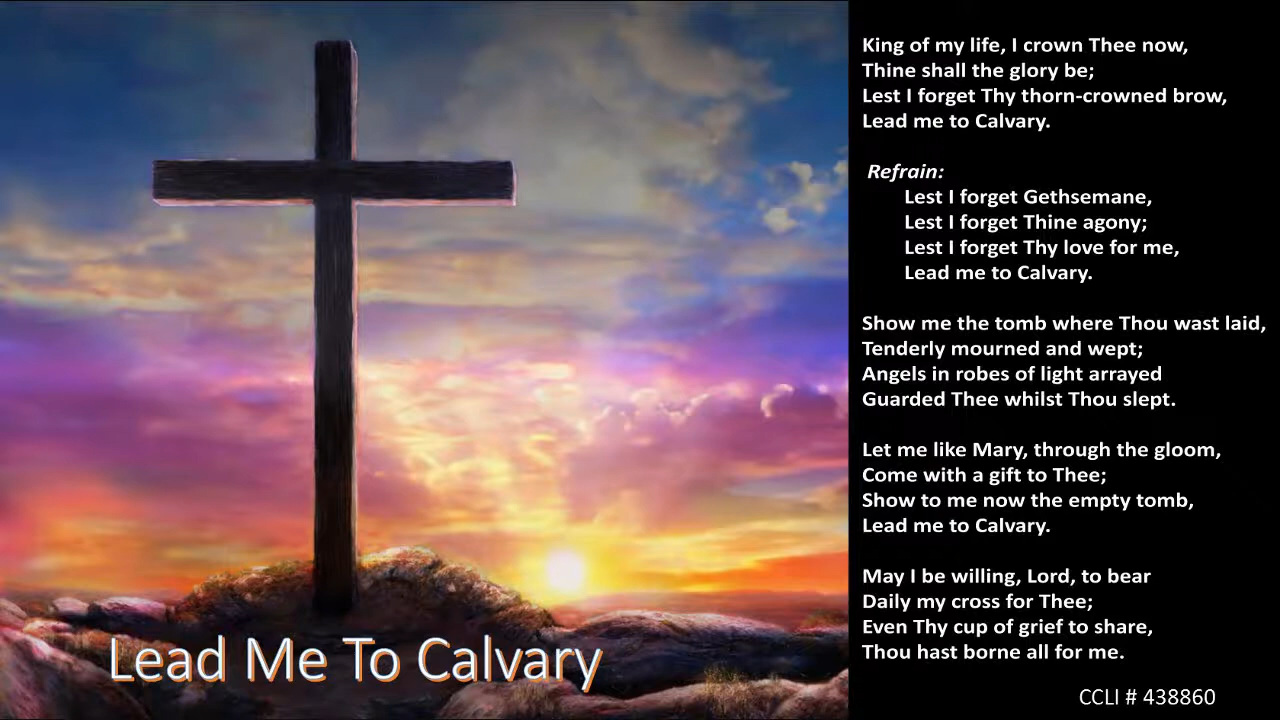 King of my life, I crown Thee now,
Thine shall the glory be;
Lest I forget Thy thorn-crowned brow,
Lead me to Calvary.
Refrain:
Lest I forget Gethsemane,
Lest I forget Thine agony;
Lest I forget Thy love for me,
Lead me to Calvary.
Show me the tomb where Thou wast laid,
Tenderly mourned and wept;
Angels in robes of light arrayed
Guarded Thee whilst Thou slept.
Let me like Mary, through the gloom,
Come with a gift to Thee;
Show to me now the empty tomb,
Lead me to Calvary.
May I be willing, Lord, to bear
Daily my cross for Thee;
Even Thy cup of grief to share,
Thou hast borne all for me.
Lead Me To Calvary
CCLI # 438860